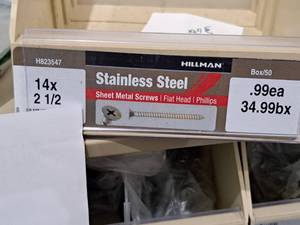 H823547
HILLMAN
Box/50
14x
2 1/2
Stainless Steel
Sheet Metal Screws | Flat Head | Phillips
.99ea
34.99bx